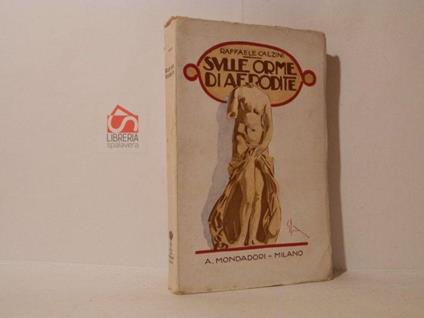 RAFFAELE CALZINI
SVLLE ORME
DI AFRODITE
A. MONDADORI - MILANO
LIBRERIA
spalavera